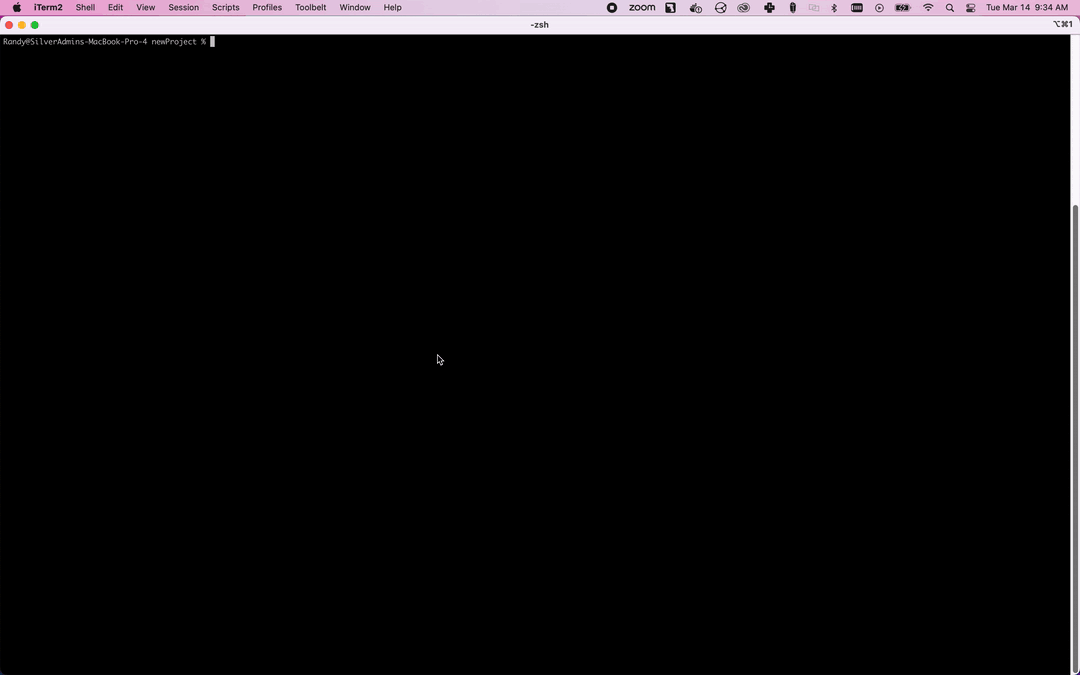 iTerm2 Shell Edit View Session Scripts Profiles Toolbelt Window Help zoom Tue Mar 14 9:34 AM
-zsh ⌥⌘1
Randy@SilverAdmins-MacBook-Pro-4 newProject %